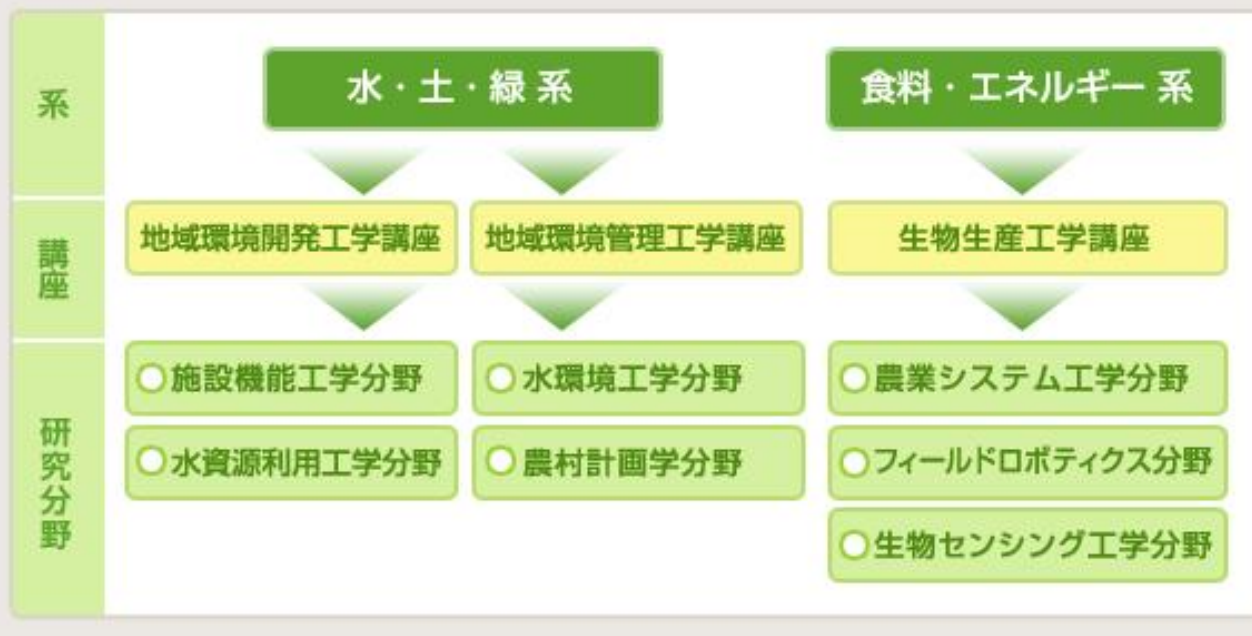 系
水・土・緑 系
食料・エネルギー 系
講座
地域環境開発工学講座
地域環境管理工学講座
生物生産工学講座
研究分野
施設機能工学分野
水環境工学分野
農業システム工学分野
水資源利用工学分野
農村計画学分野
フィールドロボティクス分野
生物センシング工学分野